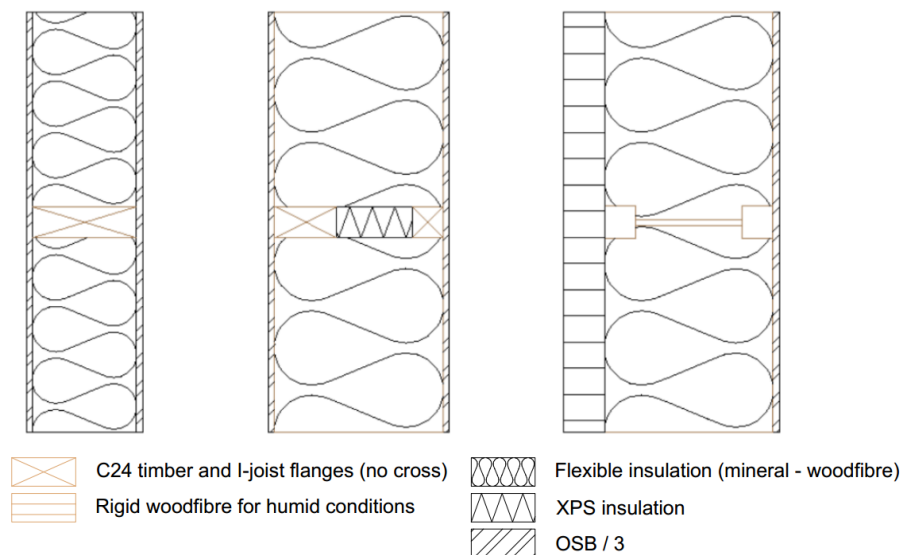 C24 timber and I-joist flanges (no cross)
Rigid woodfibre for humid conditions
Flexible insulation (mineral - woodfibre)
XPS insulation
OSB / 3